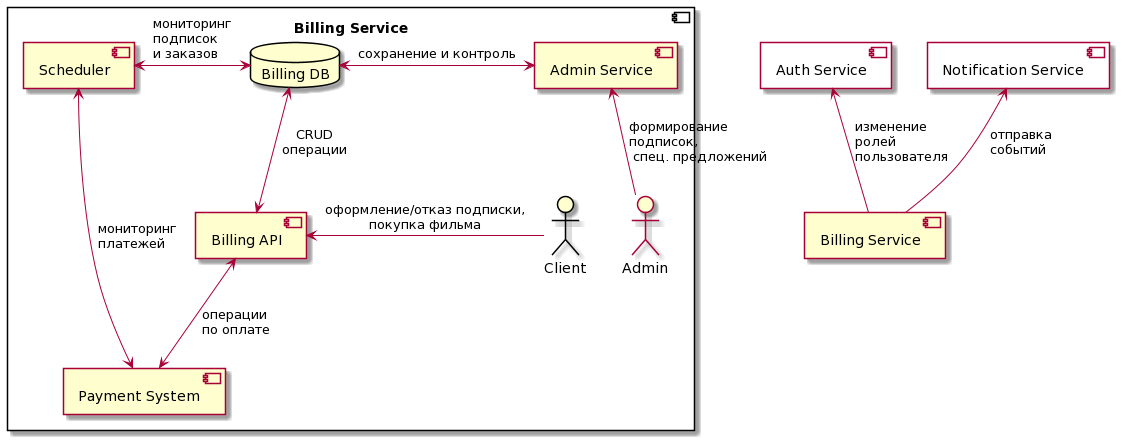 Billing Service
мониторинг
подписок
и заказов
Scheduler
Billing DB
сохранение и контроль
Admin Service
Auth Service
Notification Service
CRUD
операции
формирование
подписок,
спец. предложений
изменение
ролей
пользователя
отправка
событий
мониторинг
платежей
Billing API
оформление/отказ подписки,
покупка фильма
Client
Admin
Billing Service
операции
по оплате
Payment System